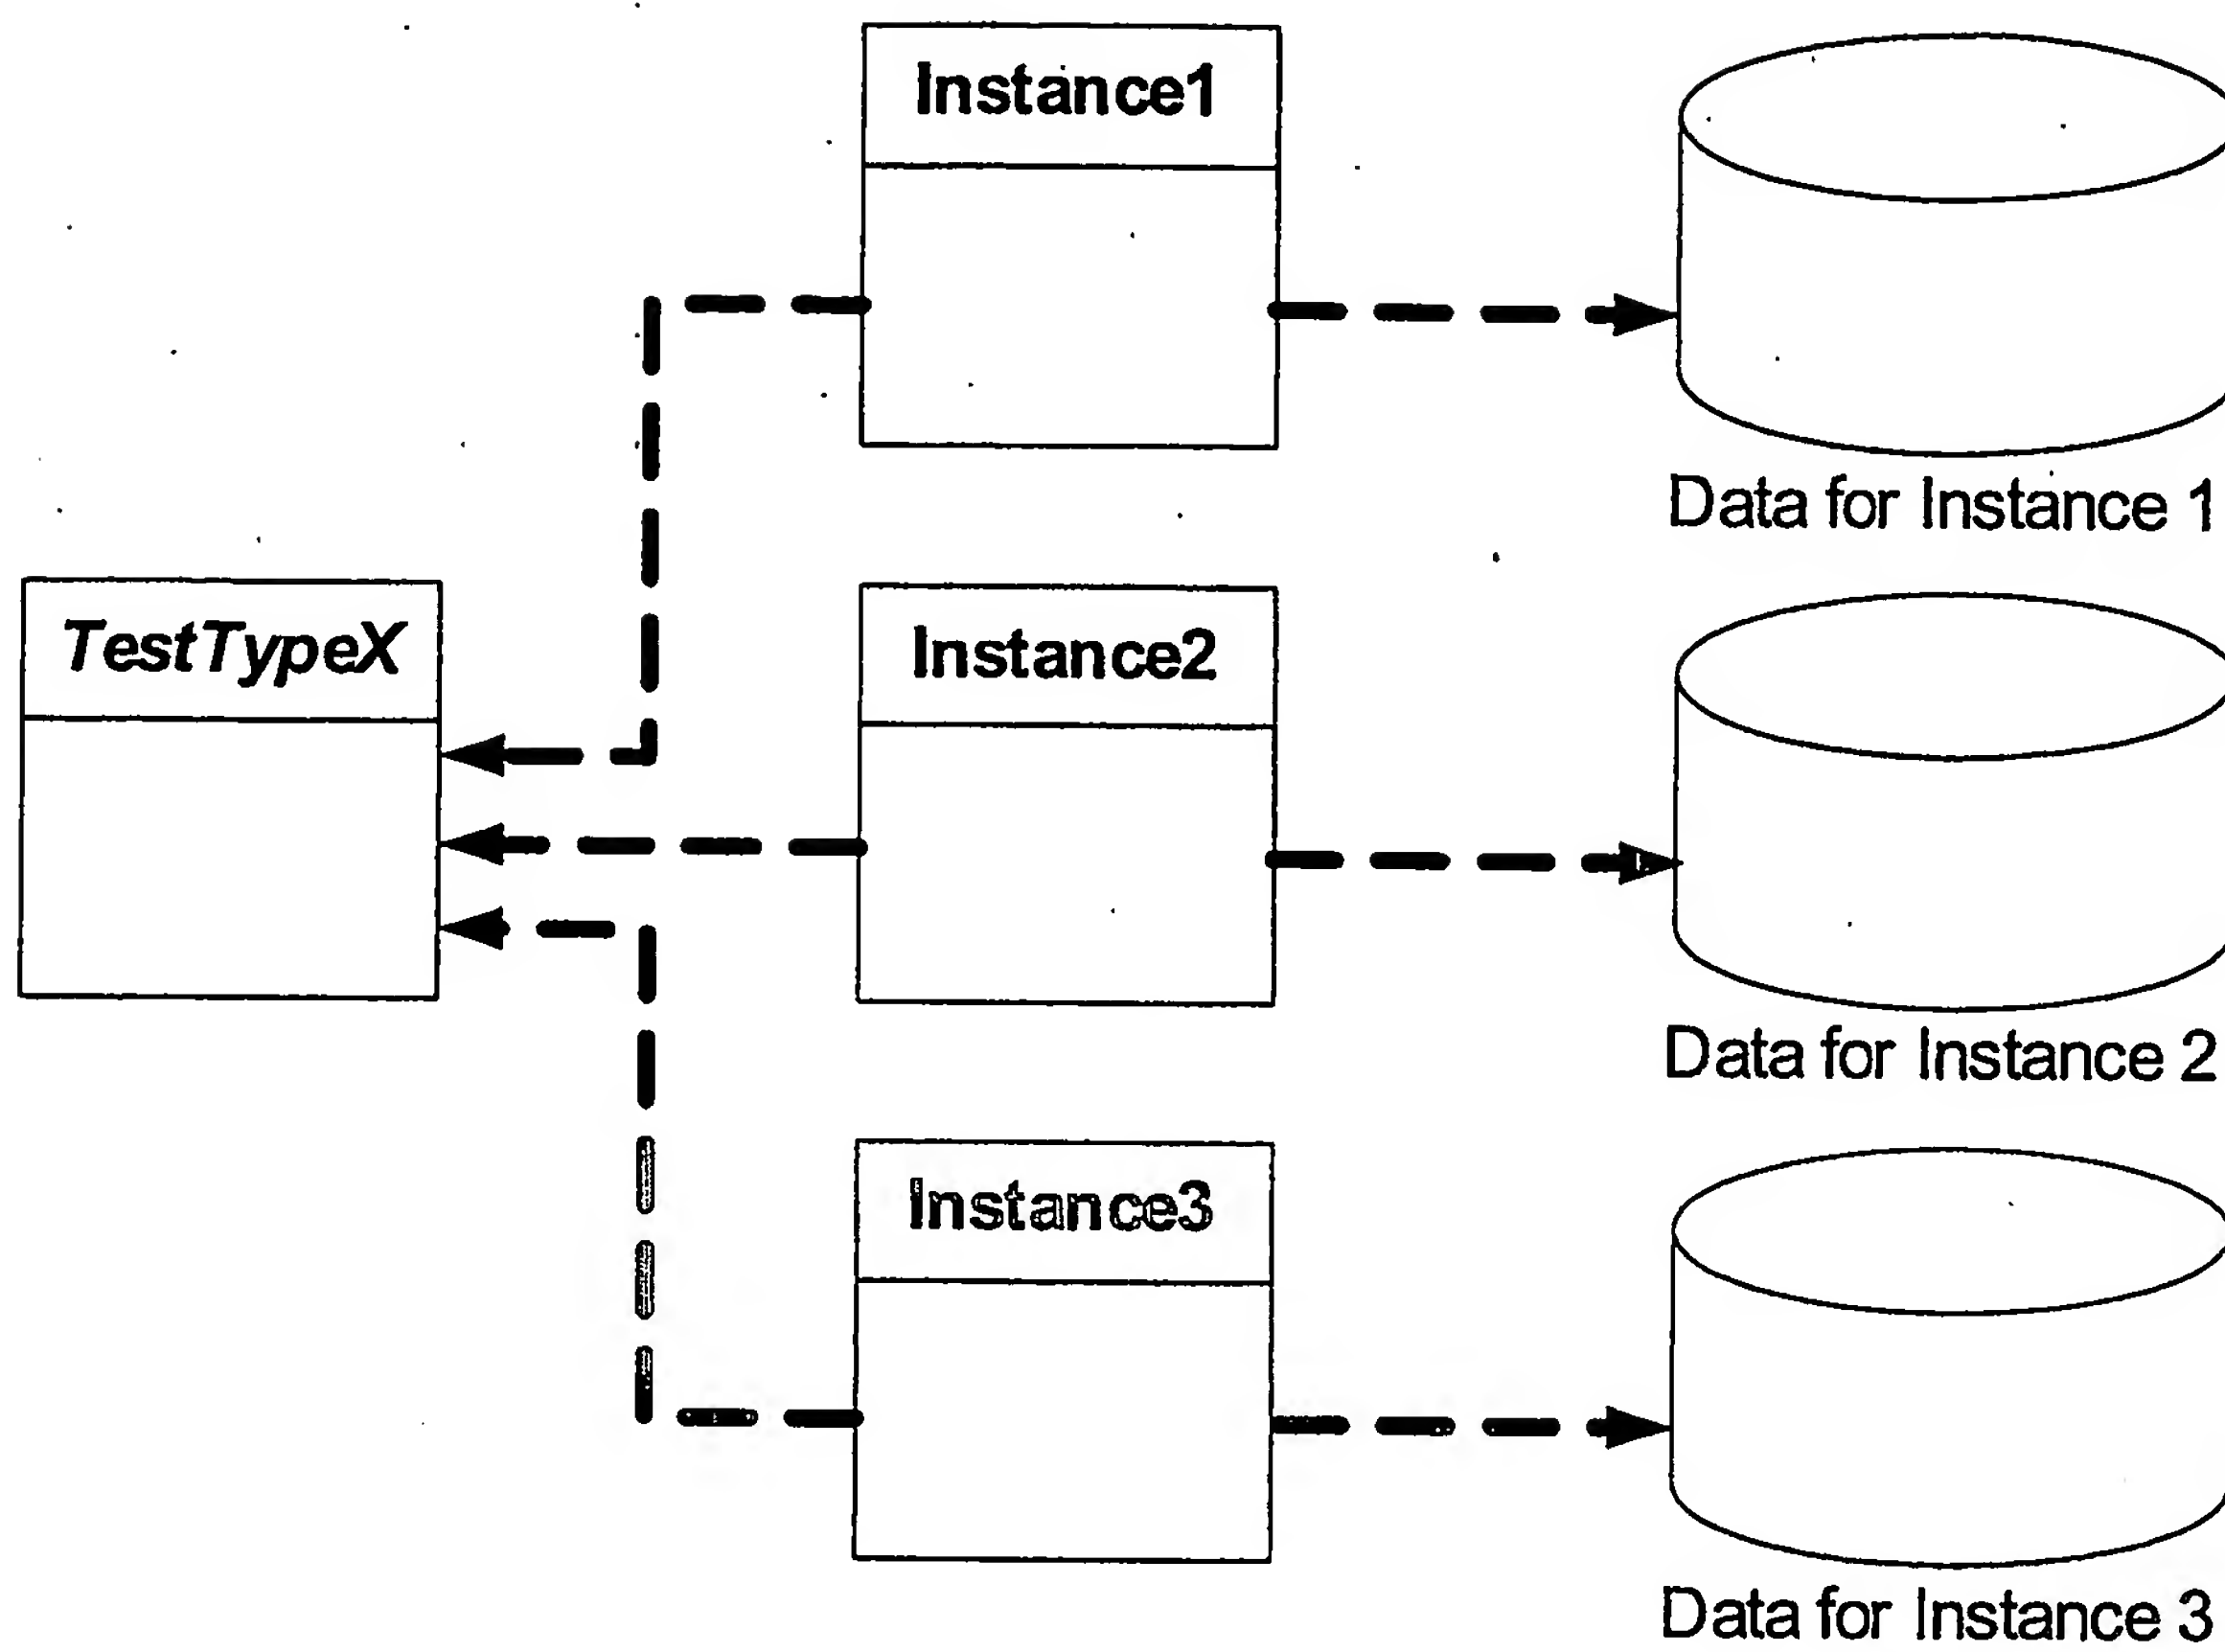 Instance1
Data for Instance 1
TestTypeX
Instance2
Data for Instance 2
Instance3
Data for Instance 3